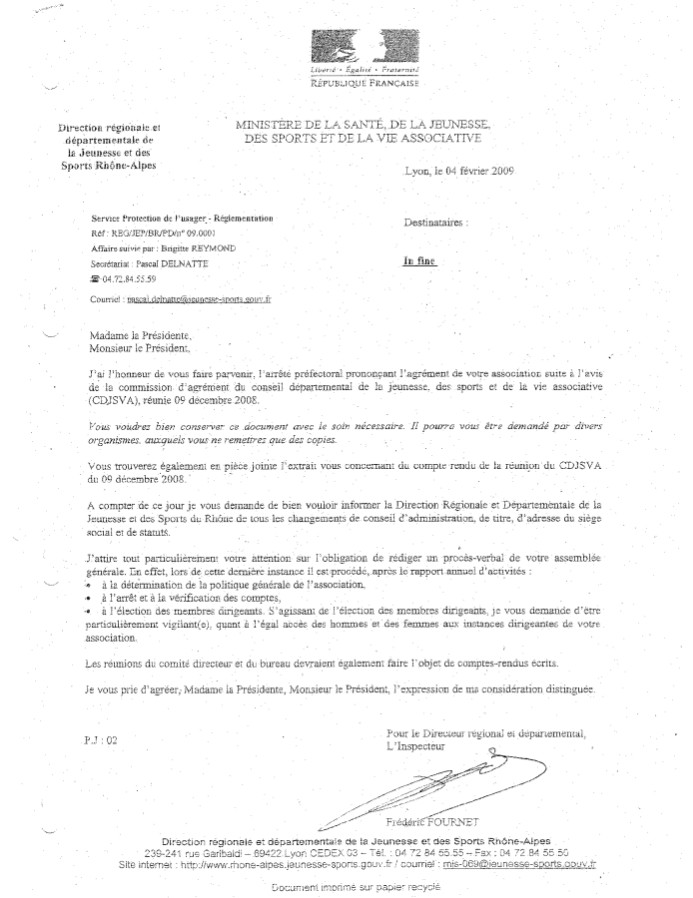 Liberté • Égalité • Fraternité
RÉPUBLIQUE FRANÇAISE
Direction régionale et
départementale de
la Jeunesse et des
Sports Rhône-Alpes
MINISTÈRE DE LA SANTÉ, DE LA JEUNESSE,
DES SPORTS ET DE LA VIE ASSOCIATIVE
Lyon, le 04 février 2009
Service Protection de l'usager - Réglementation
Réf : REG/JEP/BR/PD/n° 09.0001
Affaire suivie par : Brigitte REYMOND
Secrétariat : Pascal DELNATTE
☎ 04.72.84.55.59
Courriel : pascal.delnatte@jeunesse-sports.gouv.fr
Destinataires :
In fine
Madame la Présidente,
Monsieur le Président,
J'ai l'honneur de vous faire parvenir, l'arrêté préfectoral prononçant l'agrément de votre association suite à l'avis
de la commission d'agrément du conseil départemental de la jeunesse, des sports et de la vie associative
(CDJSVA), réunie 09 décembre 2008.
Vous voudrez bien conserver ce document avec le soin nécessaire. Il pourra vous être demandé par divers
organismes, auxquels vous ne remettrez que des copies.
Vous trouverez également en pièce jointe l'extrait vous concernant du compte rendu de la réunion du CDJSVA
du 09 décembre 2008.
A compter de ce jour je vous demande de bien vouloir informer la Direction Régionale et Départementale de la
Jeunesse et des Sports du Rhône de tous les changements de conseil d'administration, de titre, d'adresse du siège
social et de statuts.
J'attire tout particulièrement votre attention sur l'obligation de rédiger un procès-verbal de votre assemblée
générale. En effet, lors de cette dernière instance il est procédé, après le rapport annuel d'activités :
• à la détermination de la politique générale de l'association,
• à l'arrêt et à la vérification des comptes,
• à l'élection des membres dirigeants. S'agissant de l'élection des membres dirigeants, je vous demande d'être
particulièrement vigilant(e), quant à l'égal accès des hommes et des femmes aux instances dirigeantes de votre
association.
Les réunions du comité directeur et du bureau devraient également faire l'objet de comptes-rendus écrits.
Je vous prie d'agréer, Madame la Présidente, Monsieur le Président, l'expression de ma considération distinguée.
P.J : 02
Pour le Directeur régional et départemental,
L'Inspecteur
Frédéric FOURNET
Direction régionale et départementale de la Jeunesse et des Sports Rhône-Alpes
239-241 rue Garibaldi – 69422 Lyon CEDEX 03 – Tél. : 04 72 84 55 55 – Fax : 04 72 84 55 50
Site internet : http://www.rhone-alpes.jeunesse-sports.gouv.fr / courriel : mjs-069@jeunesse-sports.gouv.fr
Document imprimé sur papier recyclé